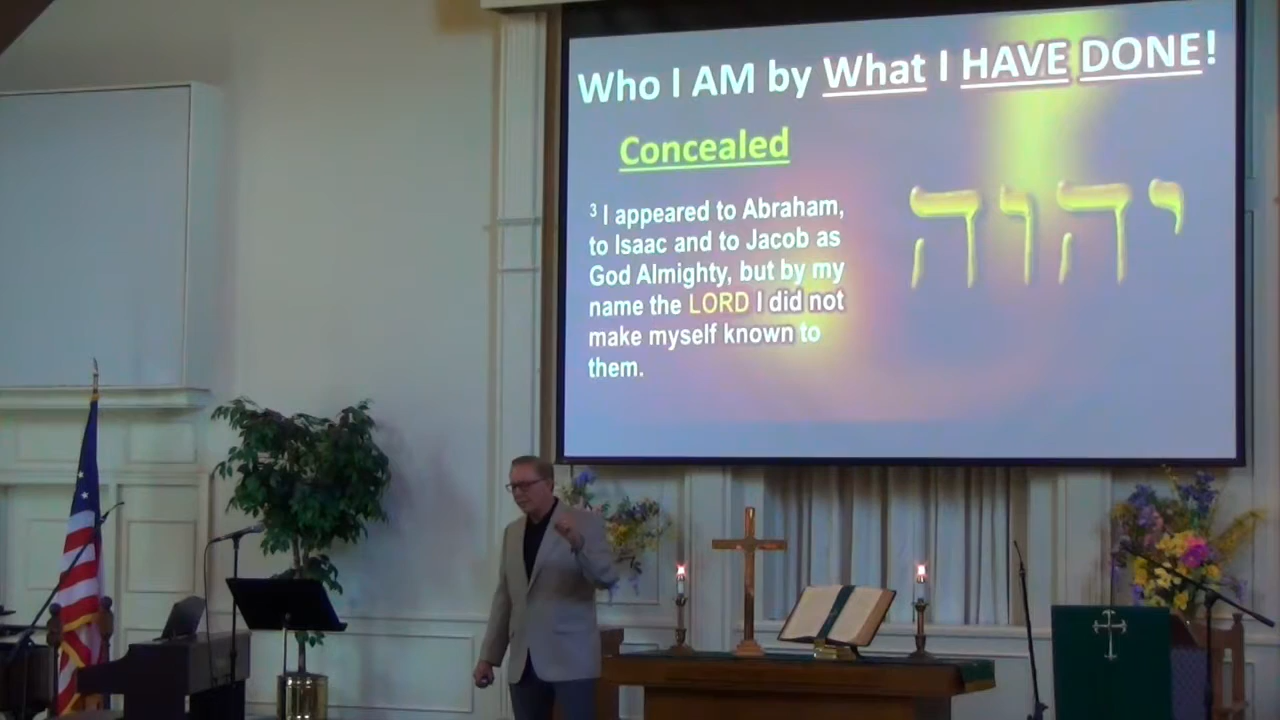 Who I AM by What I HAVE DONE!
Concealed
3 I appeared to Abraham,
to Isaac and to Jacob as
God Almighty, but by my
name the LORD I did not
make myself known to
them.
יהוה